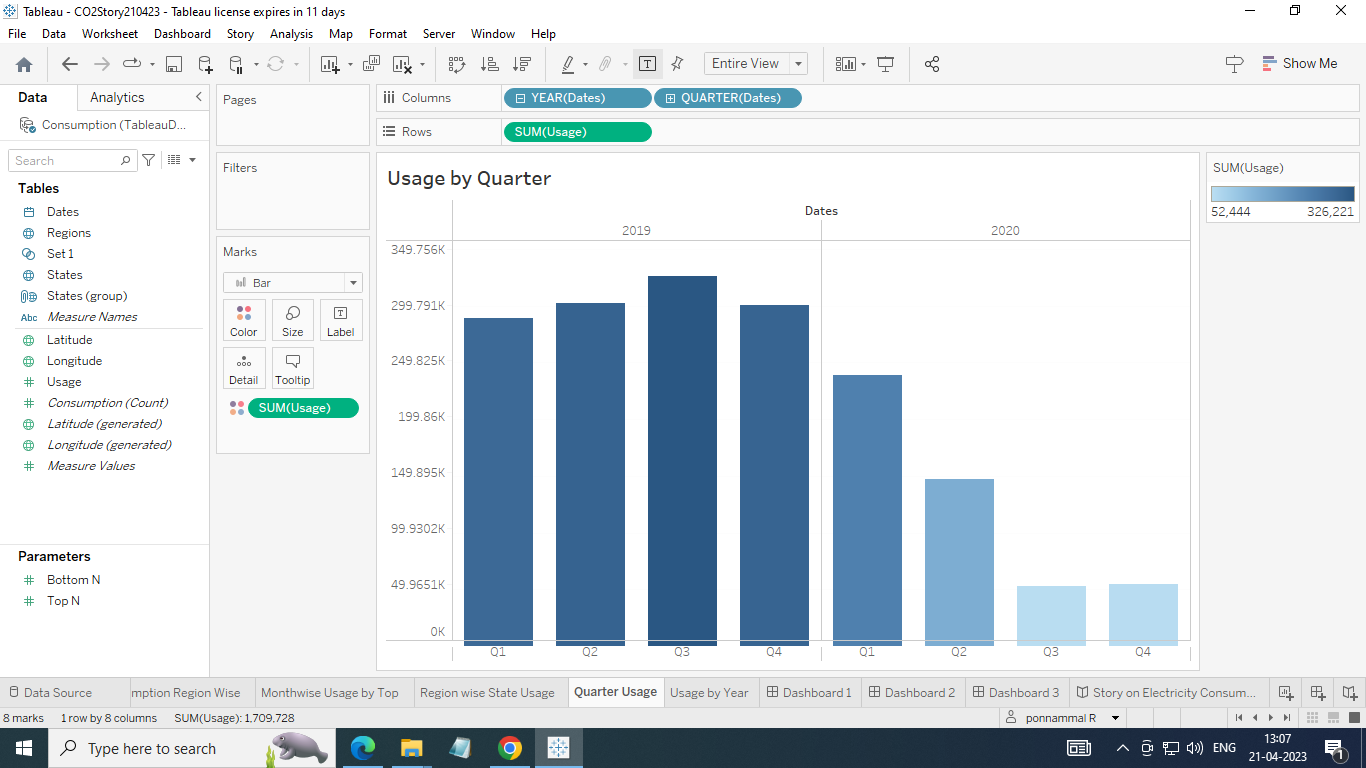 Tableau - CO2Story210423 - Tableau license expires in 11 days
File Data Worksheet Dashboard Story Analysis Map Format Server Window Help
T Entire View Show Me
Data Analytics
Consumption (TableauD...
Search
Tables
Dates
Regions
Set 1
States
States (group)
Abc Measure Names
Latitude
Longitude
Usage
Consumption (Count)
Latitude (generated)
Longitude (generated)
Measure Values
Parameters
Bottom N
Top N
Pages
Filters
Marks
Bar
Color Size T Label
Detail Tooltip
SUM(Usage)
Columns YEAR(Dates) QUARTER(Dates)
Rows SUM(Usage)
Usage by Quarter
Dates
2019 2020
349.756K
299.791K
249.825K
199.86K
149.895K
99.9302K
49.9651K
0K
Q1 Q2 Q3 Q4 Q1 Q2 Q3 Q4
SUM(Usage)
52,444 326,221
Data Source mption Region Wise Monthwise Usage by Top Region wise State Usage Quarter Usage Usage by Year Dashboard 1 Dashboard 2 Dashboard 3 Story on Electricity Consum...
8 marks 1 row by 8 columns SUM(Usage): 1,709,728 ponnammal R
Type here to search ENG 13:07
21-04-2023 1